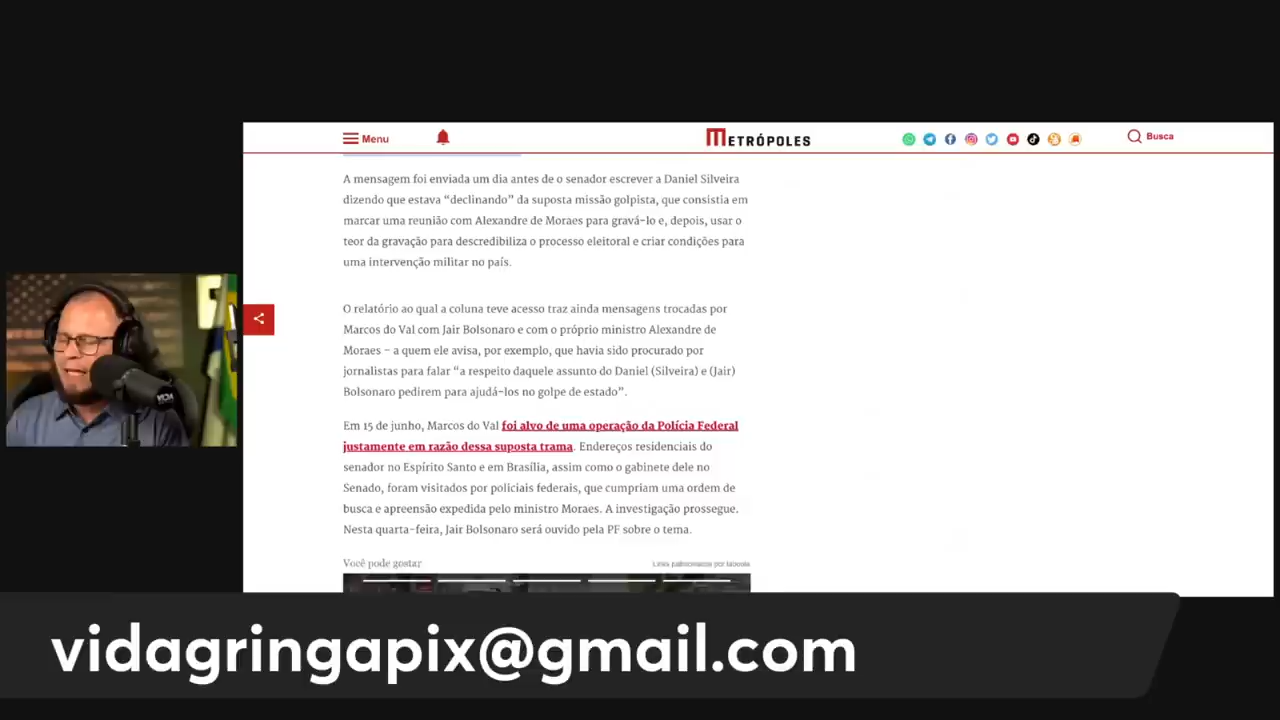 Menu
METRÓPOLES
Busca
A mensagem foi enviada um dia antes de o senador escrever a Daniel Silveira
dizendo que estava “declinando” da suposta missão golpista, que consistia em
marcar uma reunião com Alexandre de Moraes para gravá-lo e, depois, usar o
teor da gravação para descredibiliza o processo eleitoral e criar condições para
uma intervenção militar no país.
O relatório ao qual a coluna teve acesso traz ainda mensagens trocadas por
Marcos do Val com Jair Bolsonaro e com o próprio ministro Alexandre de
Moraes – a quem ele avisa, por exemplo, que havia sido procurado por
jornalistas para falar “a respeito daquele assunto do Daniel (Silveira) e (Jair)
Bolsonaro pedirem para ajudá-los no golpe de estado”.
Em 15 de junho, Marcos do Val foi alvo de uma operação da Polícia Federal
justamente em razão dessa suposta trama. Endereços residenciais do
senador no Espírito Santo e em Brasília, assim como o gabinete dele no
Senado, foram visitados por policiais federais, que cumpriam uma ordem de
busca e apreensão expedida pelo ministro Moraes. A investigação prossegue.
Nesta quarta-feira, Jair Bolsonaro será ouvido pela PF sobre o tema.
Você pode gostar
Links patrocinados por taboola
vidagringapix@gmail.com